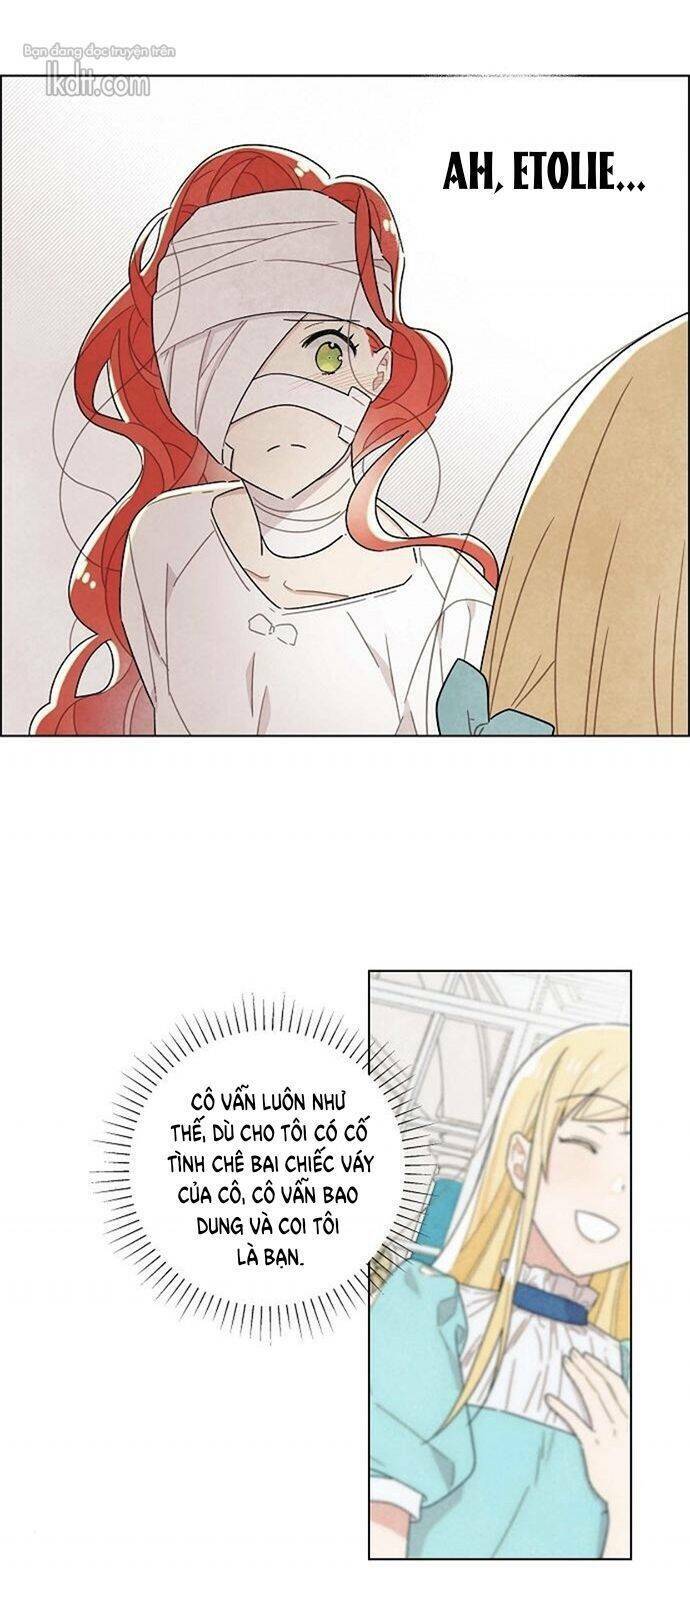 Bạn đang đọc truyện trên
lkdtt.com
AH, ETOLIE...
CÔ VẪN LUÔN NHƯ
THẾ, DÙ CHO TÔI CÓ CỐ
TÌNH CHÊ BAI CHIẾC VÁY
CỦA CÔ, CÔ VẪN BAO
DUNG VÀ COI TÔI
LÀ BẠN.